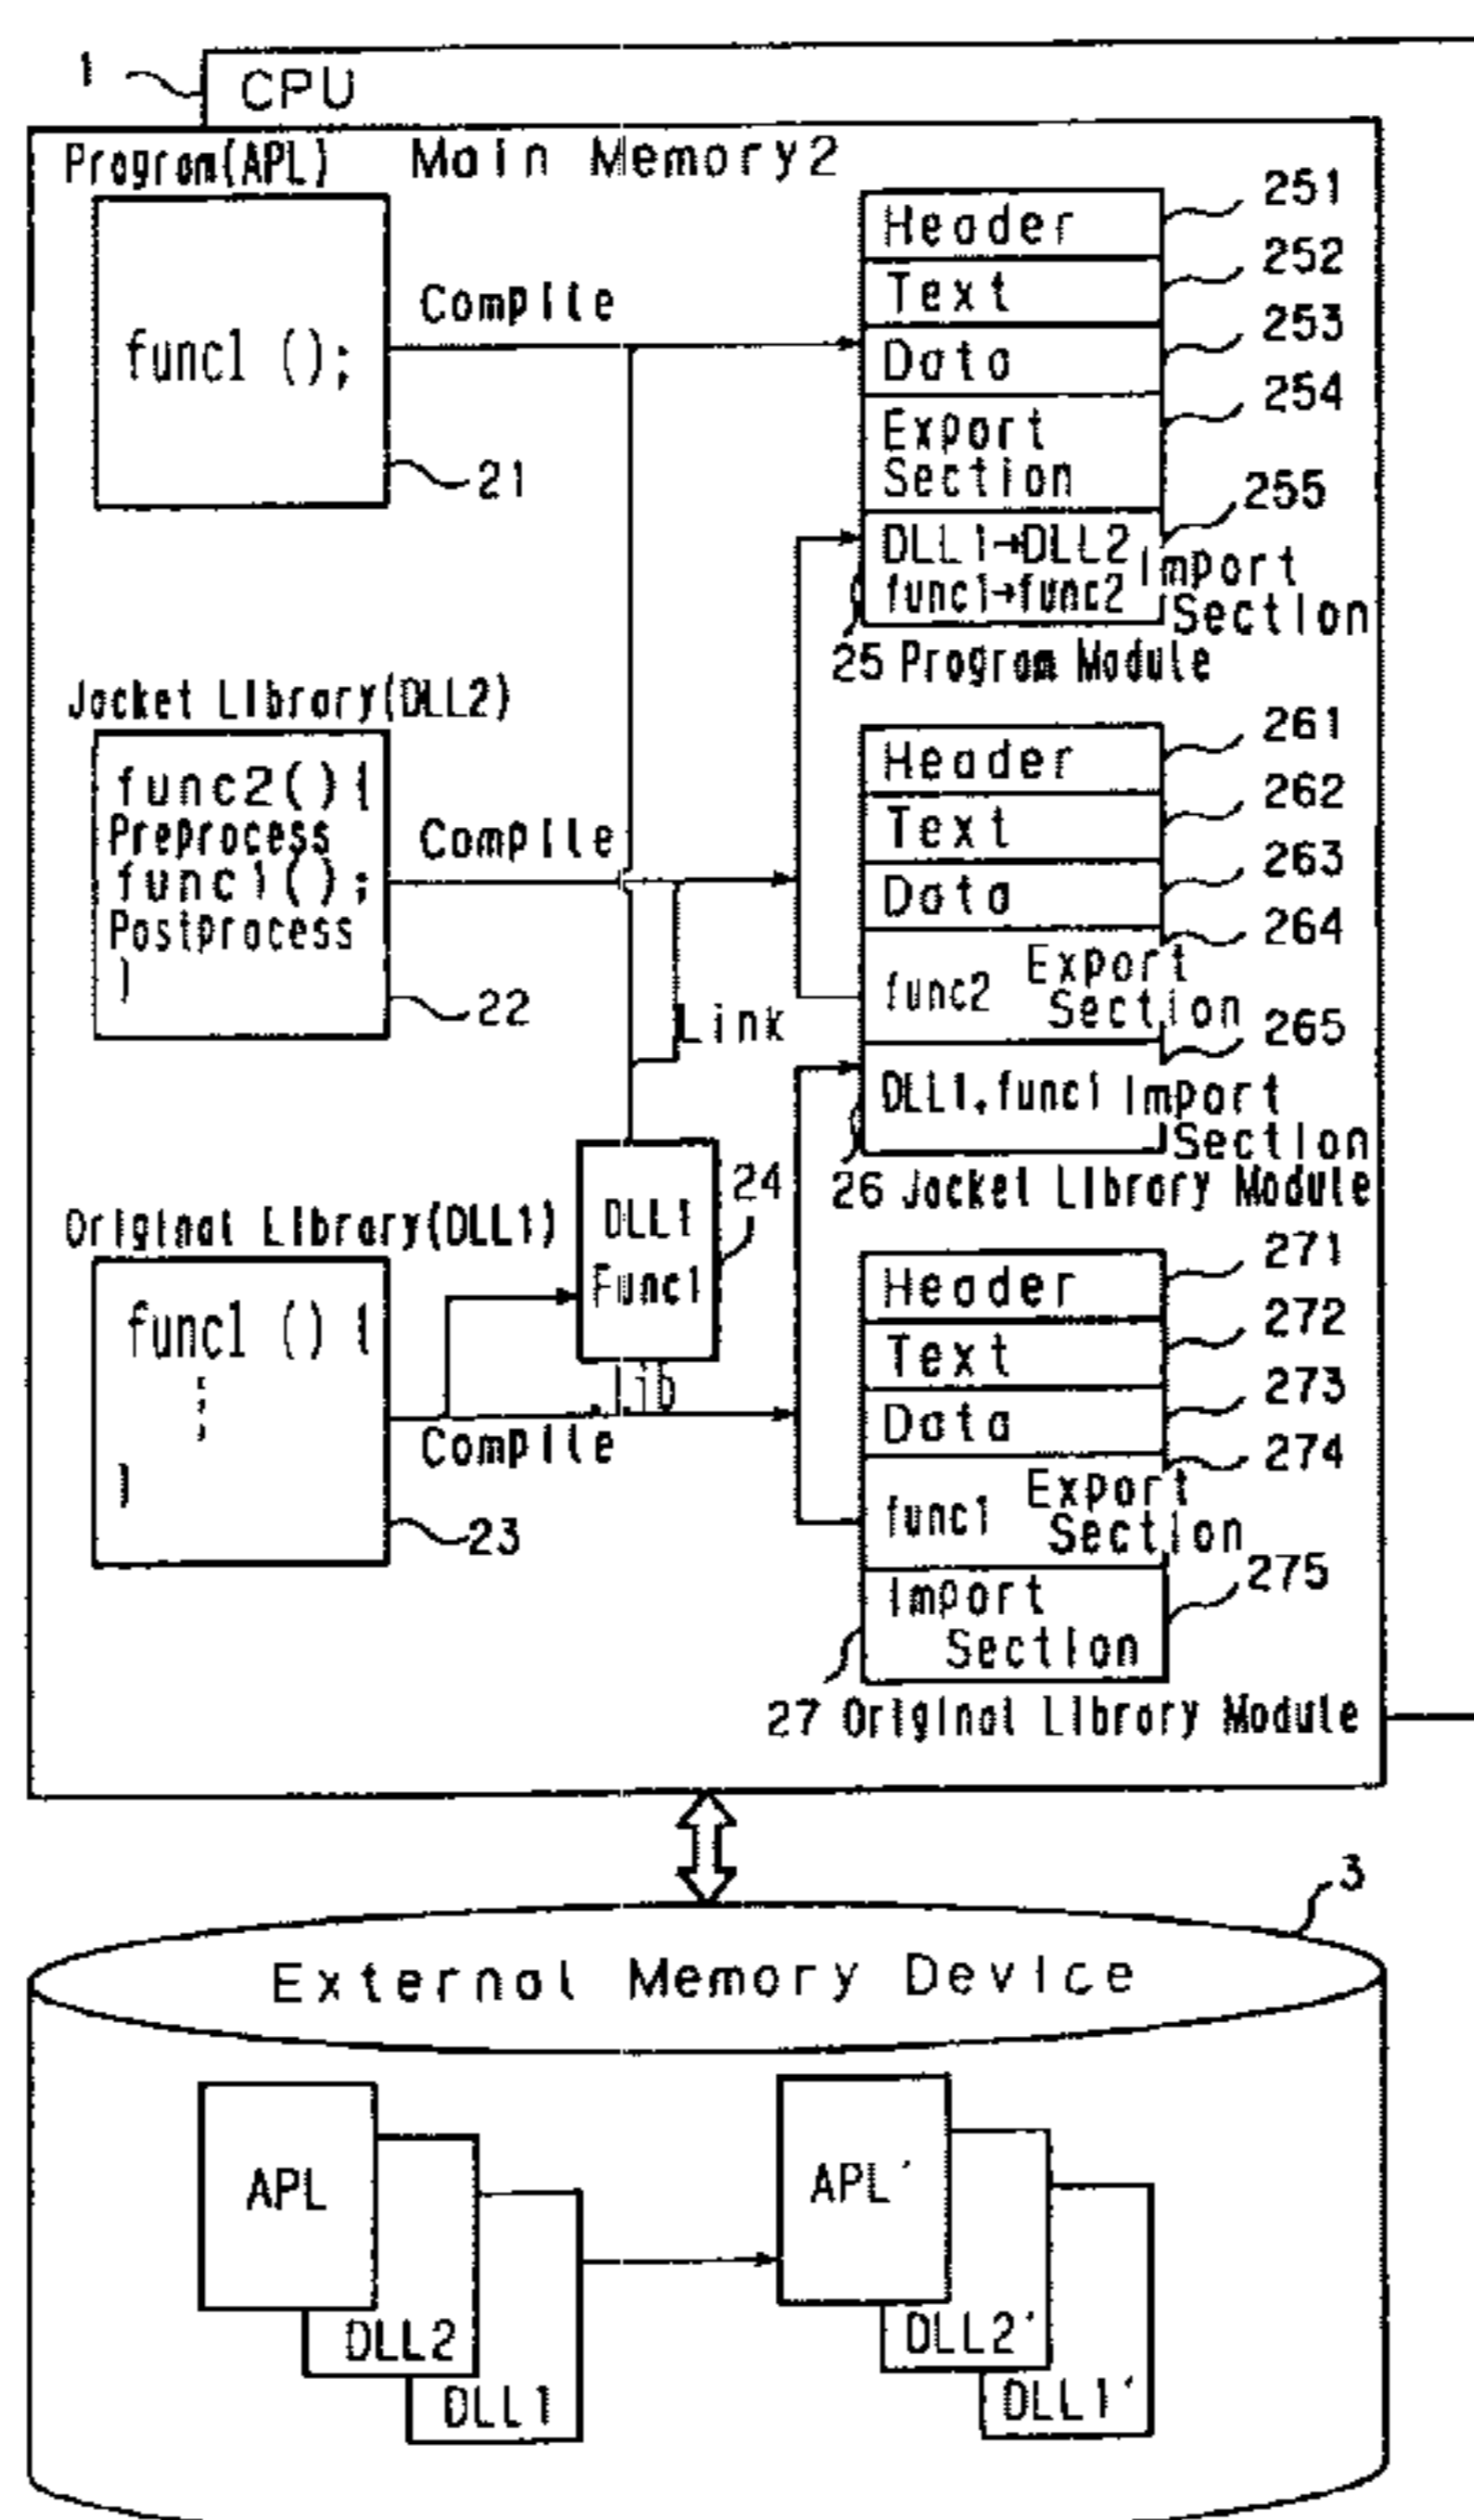 1
CPU
Program(APL)
Main Memory2
func1 ();
21
Compile
Header
251
Text
252
Data
253
Export
Section
254
DLL1→DLL2
func1→func2
Import
Section
255
25 Program Module
Jacket Library(DLL2)
func2(){
Preprocess
func1();
Postprocess
}
22
Compile
Link
Header
261
Text
262
Data
263
func2
Export
Section
264
DLL1.func1
Import
Section
265
26 Jacket Library Module
Original Library(DLL1)
func1 () {
}
23
Compile
DLL1
Func1
24
.Lib
Header
271
Text
272
Data
273
func1
Export
Section
274
Import
Section
275
27 Original Library Module
3
External Memory Device
APL
DLL2
DLL1
APL'
DLL2'
DLL1'